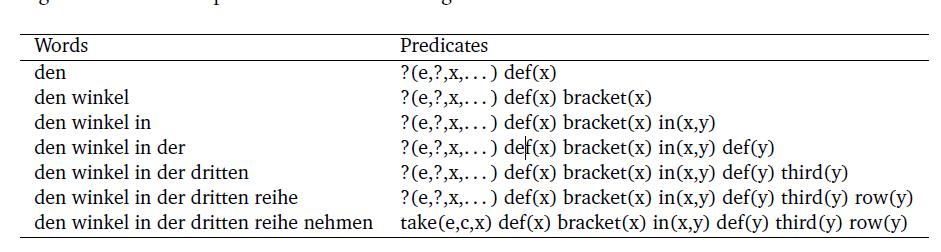 Words Predicates
den ?(e,?,x,...) def(x)
den winkel ?(e,?,x,...) def(x) bracket(x)
den winkel in ?(e,?,x,...) def(x) bracket(x) in(x,y)
den winkel in der ?(e,?,x,...) def(x) bracket(x) in(x,y) def(y)
den winkel in der dritten ?(e,?,x,...) def(x) bracket(x) in(x,y) def(y) third(y)
den winkel in der dritten reihe ?(e,?,x,...) def(x) bracket(x) in(x,y) def(y) third(y) row(y)
den winkel in der dritten reihe nehmen take(e,c,x) def(x) bracket(x) in(x,y) def(y) third(y) row(y)